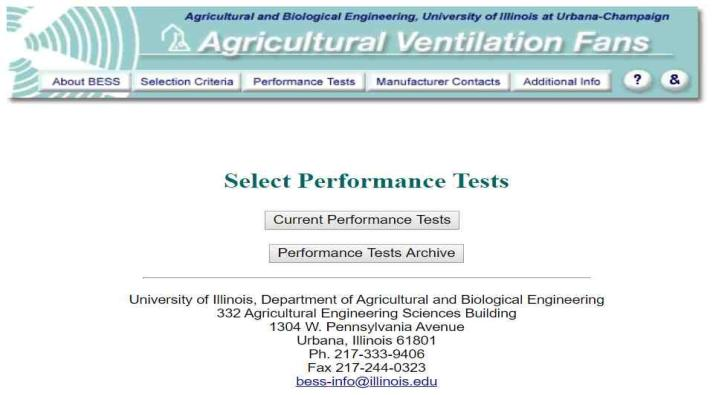 Agricultural and Biological Engineering, University of Illinois at Urbana-Champaign
Agricultural Ventilation Fans
About BESS Selection Criteria Performance Tests Manufacturer Contacts Additional Info ? &
Select Performance Tests
Current Performance Tests
Performance Tests Archive
University of Illinois, Department of Agricultural and Biological Engineering
332 Agricultural Engineering Sciences Building
1304 W. Pennsylvania Avenue
Urbana, Illinois 61801
Ph. 217-333-9406
Fax 217-244-0323
bess-info@illinois.edu